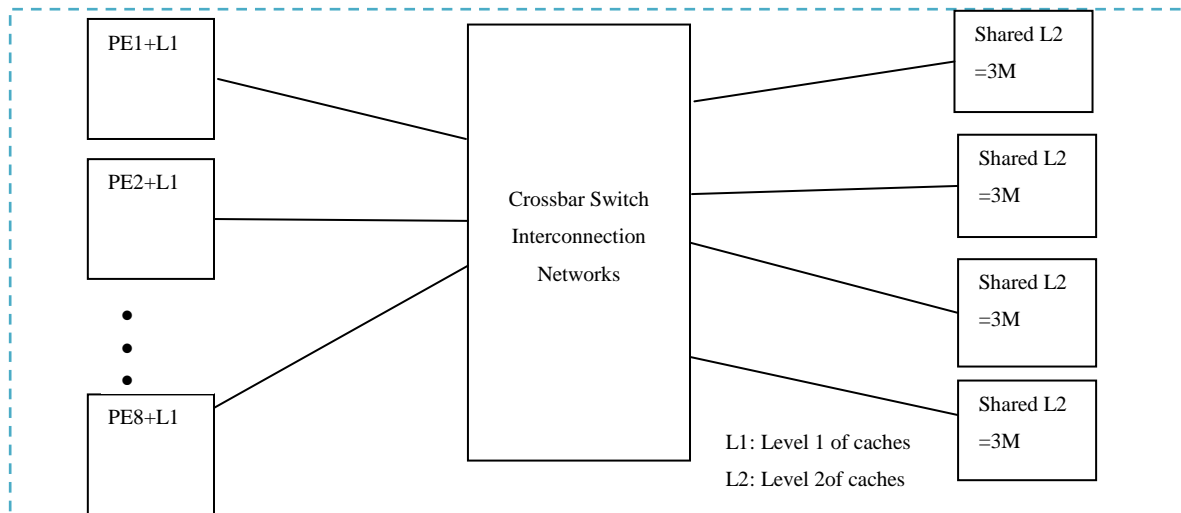 PE1+L1
PE2+L1
PE8+L1
Crossbar Switch
Interconnection
Networks
Shared L2
=3M
Shared L2
=3M
Shared L2
=3M
Shared L2
=3M
L1: Level 1 of caches
L2: Level 2of caches